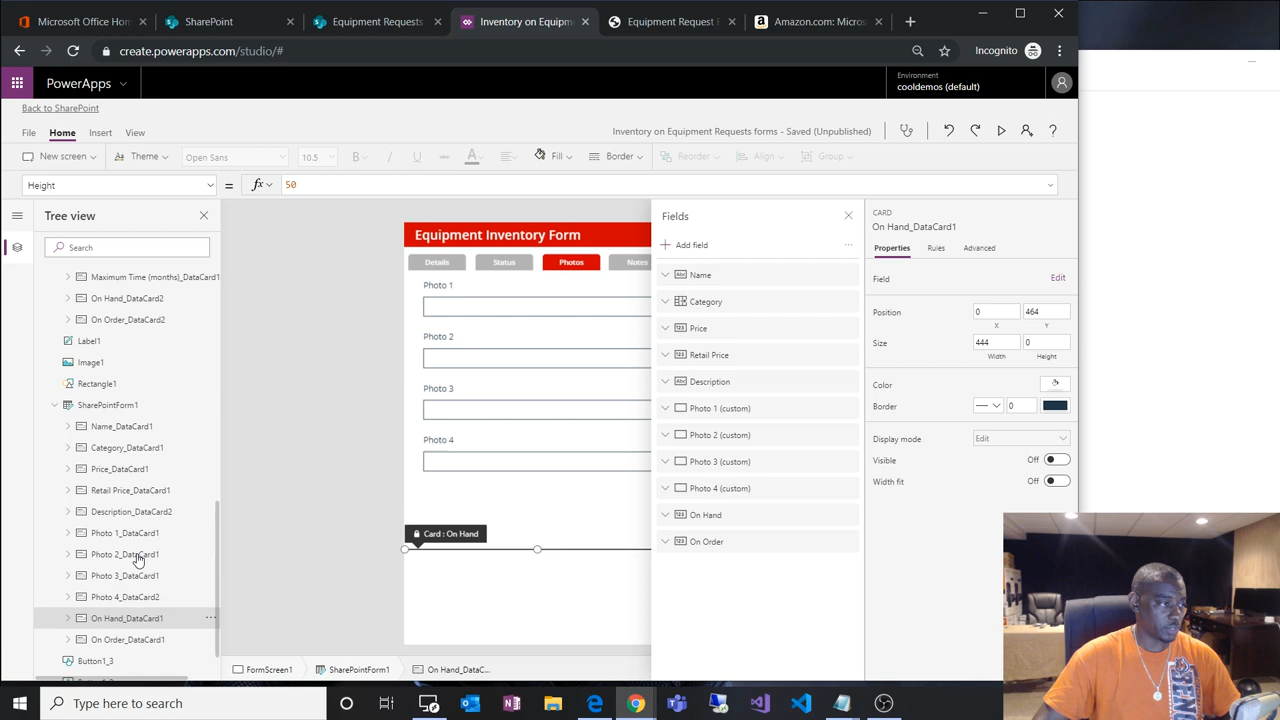 Microsoft Office Hom
SharePoint
Equipment Requests
Inventory on Equipm
Equipment Request F
Amazon.com: Micros
create.powerapps.com/studio/#
Incognito
PowerApps
Environment
cooldemos (default)
Back to SharePoint
File
Home
Insert
View
Inventory on Equipment Requests forms - Saved (Unpublished)
New screen
Theme
Open Sans
10.5
B
/
U
abc
A
Fill
Border
Reorder
Align
Group
Height
=
fx
50
Tree view
Search
Maximum Time (months)_DataCard1
On Hand_DataCard2
On Order_DataCard2
Label1
Image1
Rectangle1
SharePointForm1
Name_DataCard1
Category_DataCard1
Price_DataCard1
Retail Price_DataCard1
Description_DataCard2
Photo 1_DataCard1
Photo 2_DataCard1
Photo 3_DataCard1
Photo 4_DataCard2
On Hand_DataCard1
On Order_DataCard1
Button1_3
Equipment Inventory Form
Details
Status
Photos
Notes
Photo 1
Photo 2
Photo 3
Photo 4
Card : On Hand
FormScreen1
SharePointForm1
On Hand_DataC...
Fields
Add field
Name
Category
Price
Retail Price
Description
Photo 1 (custom)
Photo 2 (custom)
Photo 3 (custom)
Photo 4 (custom)
On Hand
On Order
CARD
On Hand_DataCard1
Properties
Rules
Advanced
Field
Edit
Position
0
464
X
Y
Size
444
0
Width
Height
Color
Border
0
Display mode
Edit
Visible
Off
Width fit
Off
Type here to search